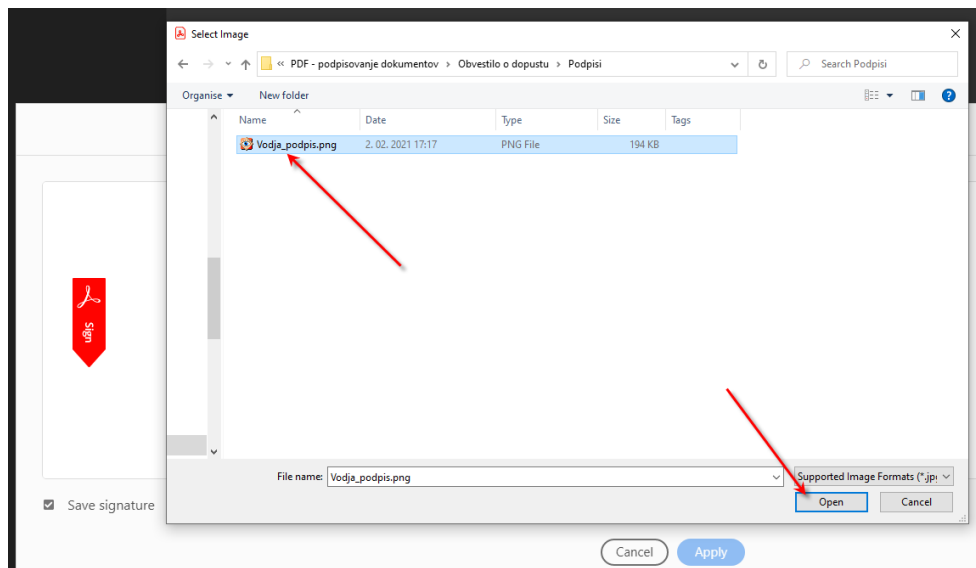 Select Image
« PDF - podpisovanje dokumentov › Obvestilo o dopustu › Podpisi
Search Podpisi
Organise
New folder
Name Date Type Size Tags
Vodja_podpis.png 2. 02. 2021 17:17 PNG File 194 KB
Sign
File name: Vodja_podpis.png Supported Image Formats (*.jp
Open Cancel
Save signature
Cancel Apply